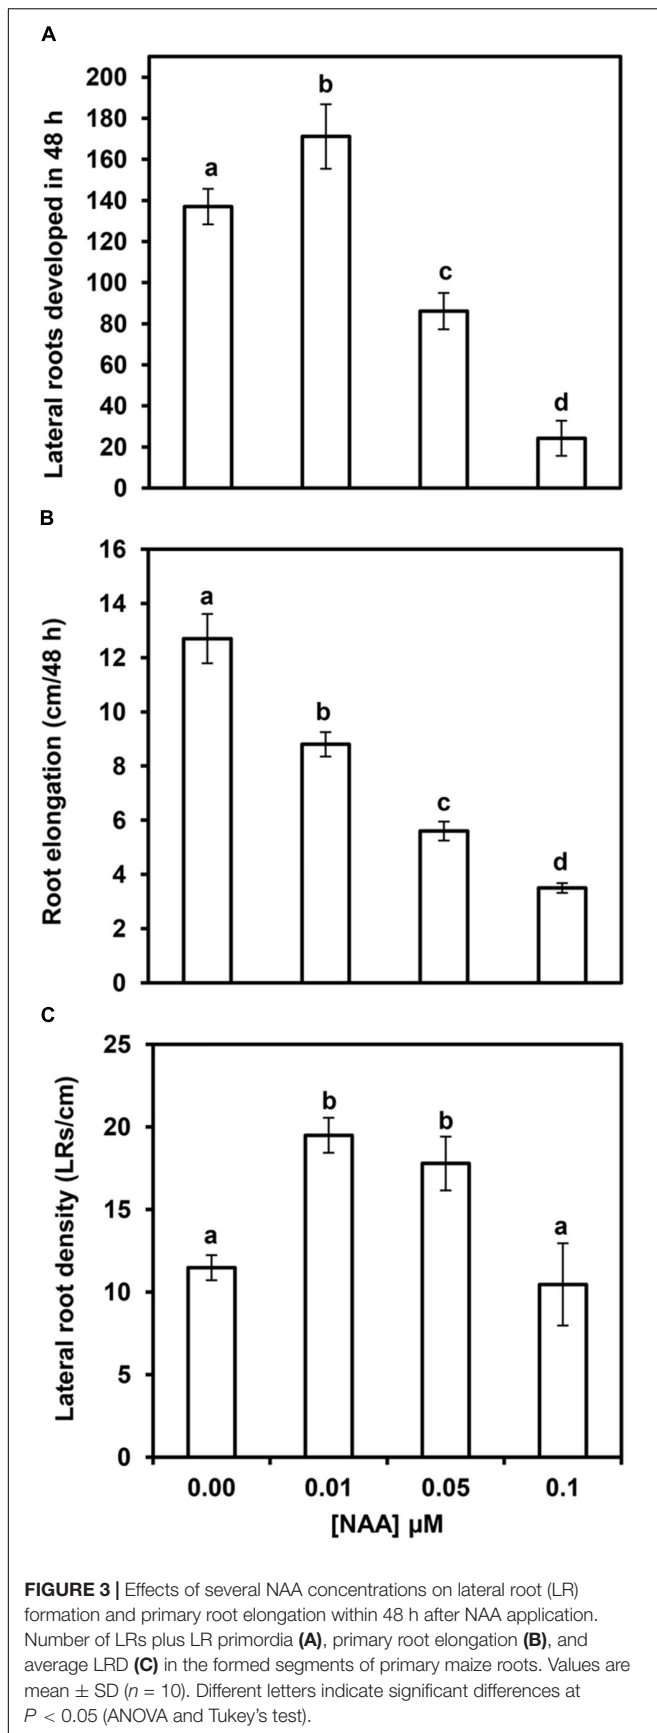 A
Lateral roots developed in 48 h
200
180
160
140
120
100
80
60
40
20
0
a
b
c
d
B
Root elongation (cm/48 h)
16
14
12
10
8
6
4
2
0
a
b
c
d
C
Lateral root density (LRs/cm)
25
20
15
10
5
0
a
b
b
a
0.00 0.01 0.05 0.1
[NAA] µM
FIGURE 3 | Effects of several NAA concentrations on lateral root (LR)
formation and primary root elongation within 48 h after NAA application.
Number of LRs plus LR primordia (A), primary root elongation (B), and
average LRD (C) in the formed segments of primary maize roots. Values are
mean ± SD (n = 10). Different letters indicate significant differences at
P < 0.05 (ANOVA and Tukey's test).